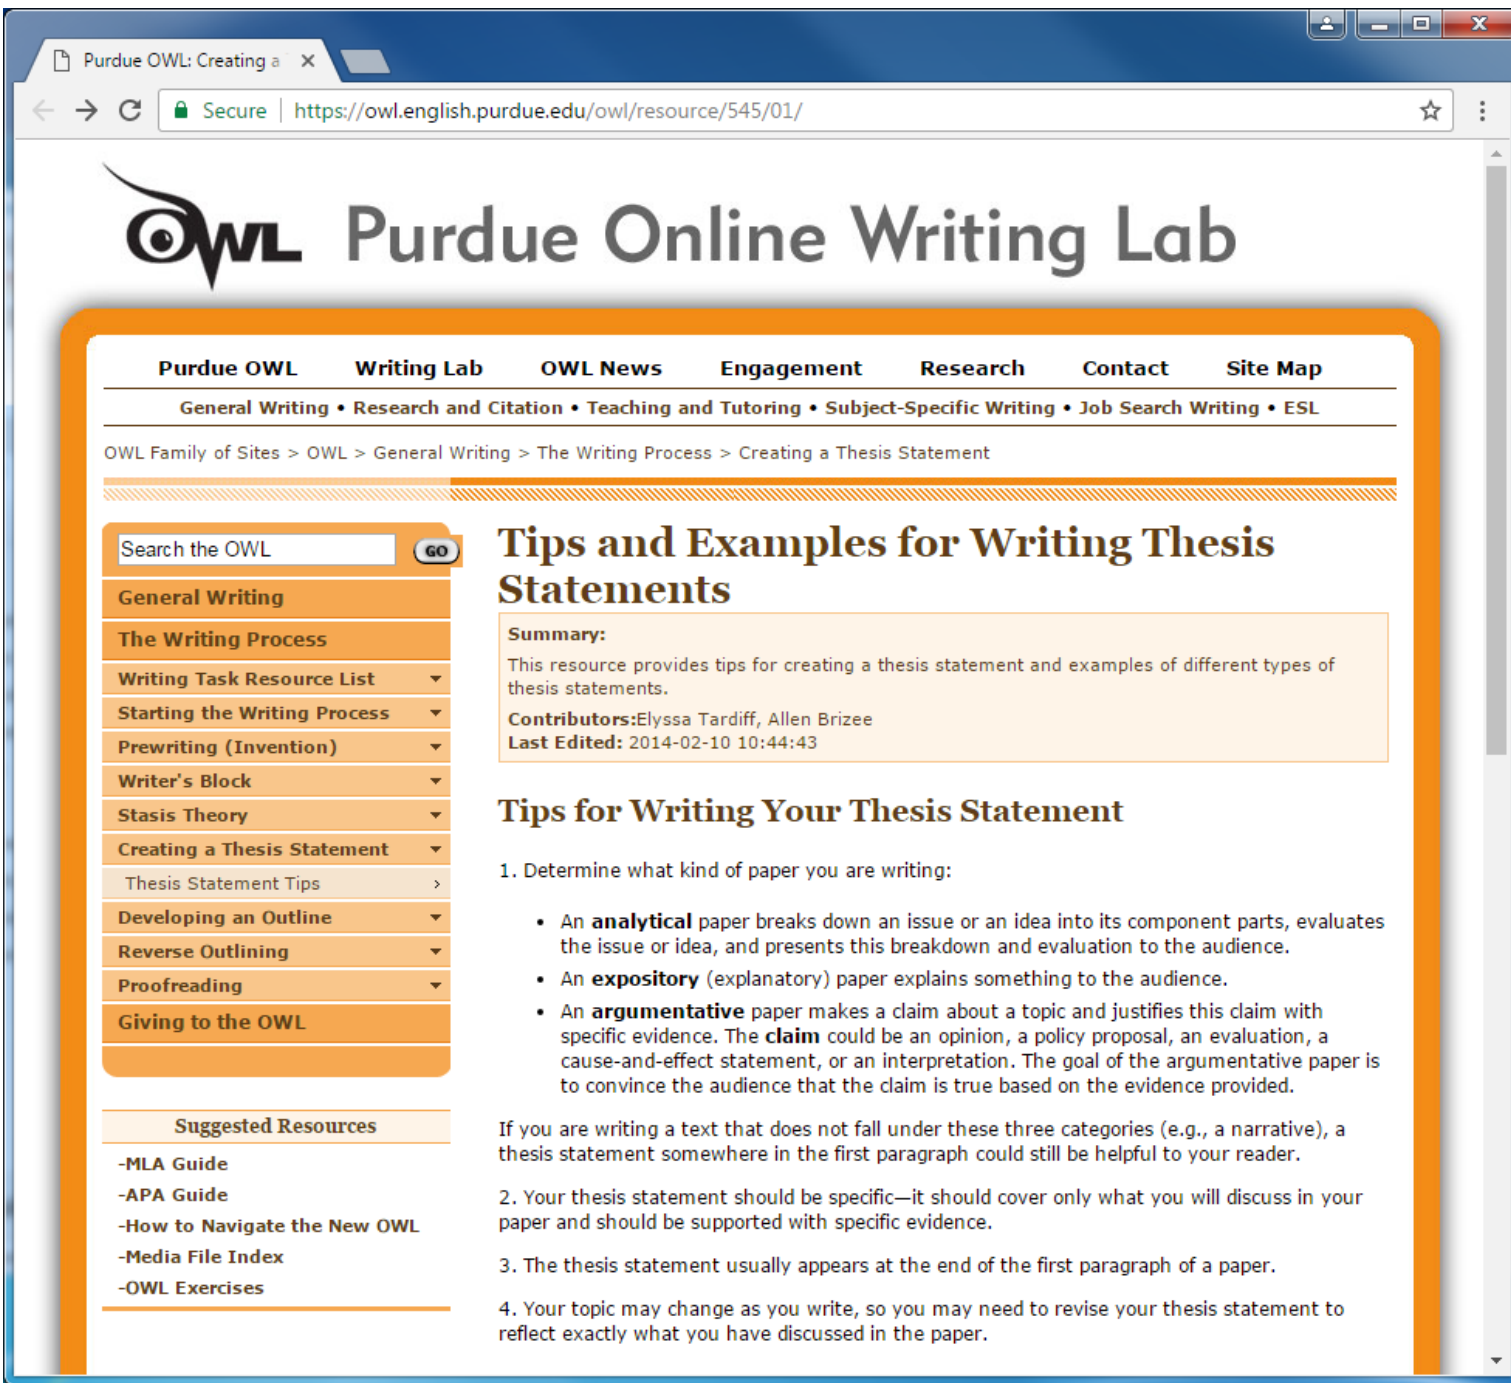 Purdue OWL: Creating a
Secure | https://owl.english.purdue.edu/owl/resource/545/01/
OWL Purdue Online Writing Lab
Purdue OWL Writing Lab OWL News Engagement Research Contact Site Map
General Writing • Research and Citation • Teaching and Tutoring • Subject-Specific Writing • Job Search Writing • ESL
OWL Family of Sites > OWL > General Writing > The Writing Process > Creating a Thesis Statement
Search the OWL GO
General Writing
The Writing Process
Writing Task Resource List
Starting the Writing Process
Prewriting (Invention)
Writer's Block
Stasis Theory
Creating a Thesis Statement
Thesis Statement Tips
Developing an Outline
Reverse Outlining
Proofreading
Giving to the OWL
Suggested Resources
-MLA Guide
-APA Guide
-How to Navigate the New OWL
-Media File Index
-OWL Exercises
Tips and Examples for Writing Thesis
Statements
Summary:
This resource provides tips for creating a thesis statement and examples of different types of
thesis statements.
Contributors:Elyssa Tardiff, Allen Brizee
Last Edited: 2014-02-10 10:44:43
Tips for Writing Your Thesis Statement
1. Determine what kind of paper you are writing:
• An analytical paper breaks down an issue or an idea into its component parts, evaluates
the issue or idea, and presents this breakdown and evaluation to the audience.
• An expository (explanatory) paper explains something to the audience.
• An argumentative paper makes a claim about a topic and justifies this claim with
specific evidence. The claim could be an opinion, a policy proposal, an evaluation, a
cause-and-effect statement, or an interpretation. The goal of the argumentative paper is
to convince the audience that the claim is true based on the evidence provided.
If you are writing a text that does not fall under these three categories (e.g., a narrative), a
thesis statement somewhere in the first paragraph could still be helpful to your reader.
2. Your thesis statement should be specific—it should cover only what you will discuss in your
paper and should be supported with specific evidence.
3. The thesis statement usually appears at the end of the first paragraph of a paper.
4. Your topic may change as you write, so you may need to revise your thesis statement to
reflect exactly what you have discussed in the paper.